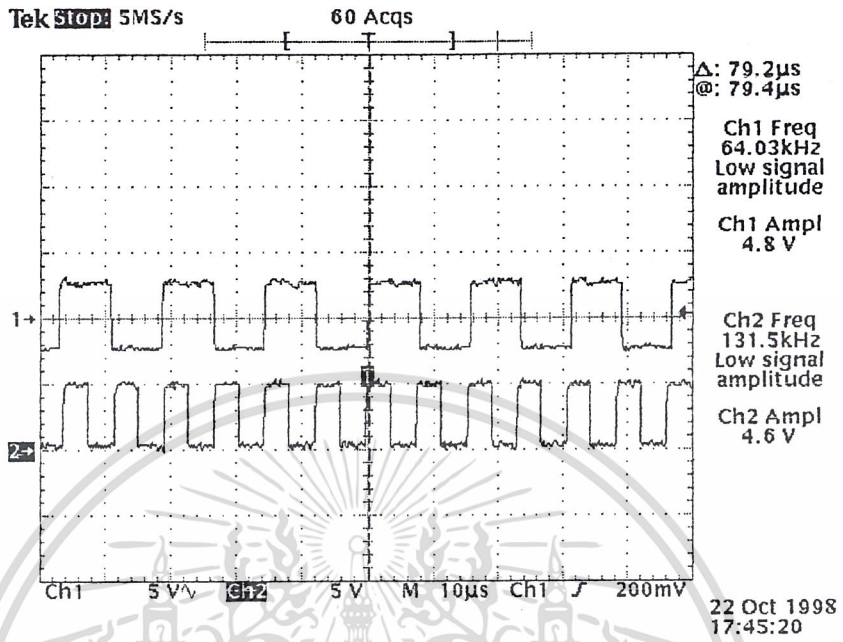 Tek Stop: 5MS/s 60 Acqs
Δ: 79.2µs
@: 79.4µs
Ch1 Freq
64.03kHz
Low signal
amplitude
Ch1 Ampl
4.8 V
1→
Ch2 Freq
131.5kHz
Low signal
amplitude
Ch2 Ampl
4.6 V
2→
Ch1 5 V∿ Ch2 5 V M 10µs Ch1 ƒ 200mV
22 Oct 1998
17:45:20